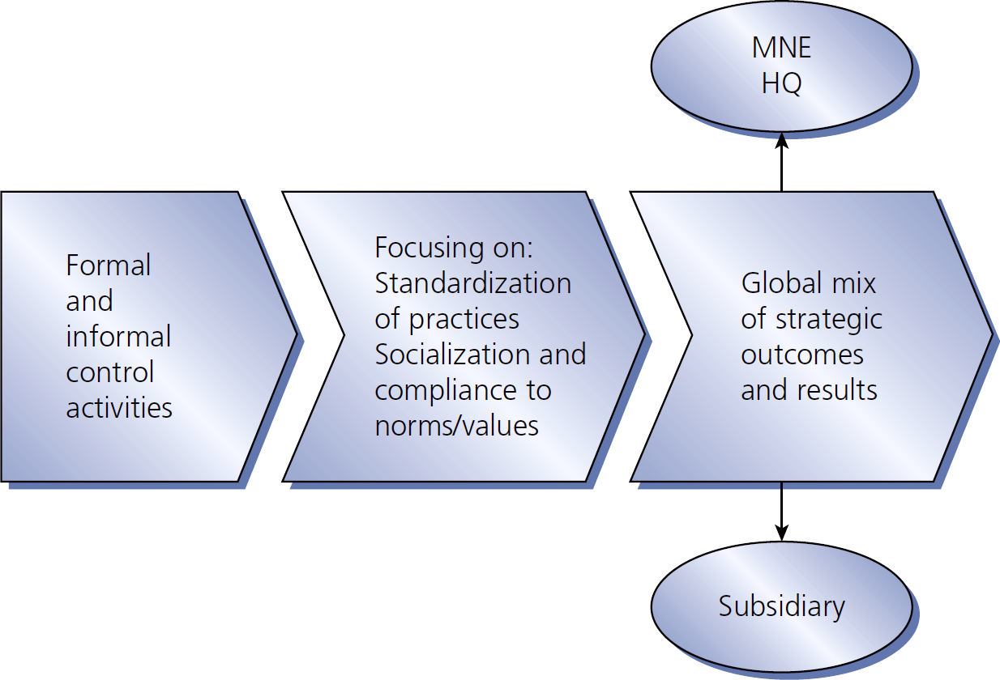 MNE
HQ
Formal
and
informal
control
activities
Focusing on:
Standardization
of practices
Socialization and
compliance to
norms/values
Global mix
of strategic
outcomes
and results
Subsidiary